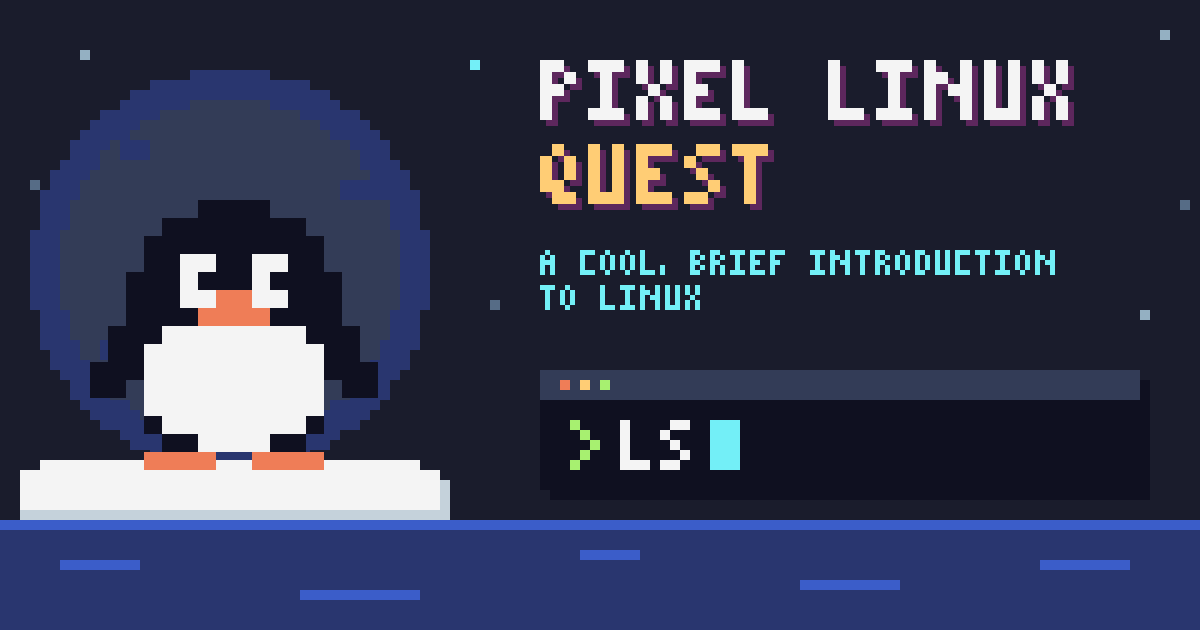 PIXEL LINUX
QUEST
A COOL, BRIEF INTRODUCTION
TO LINUX
> LS